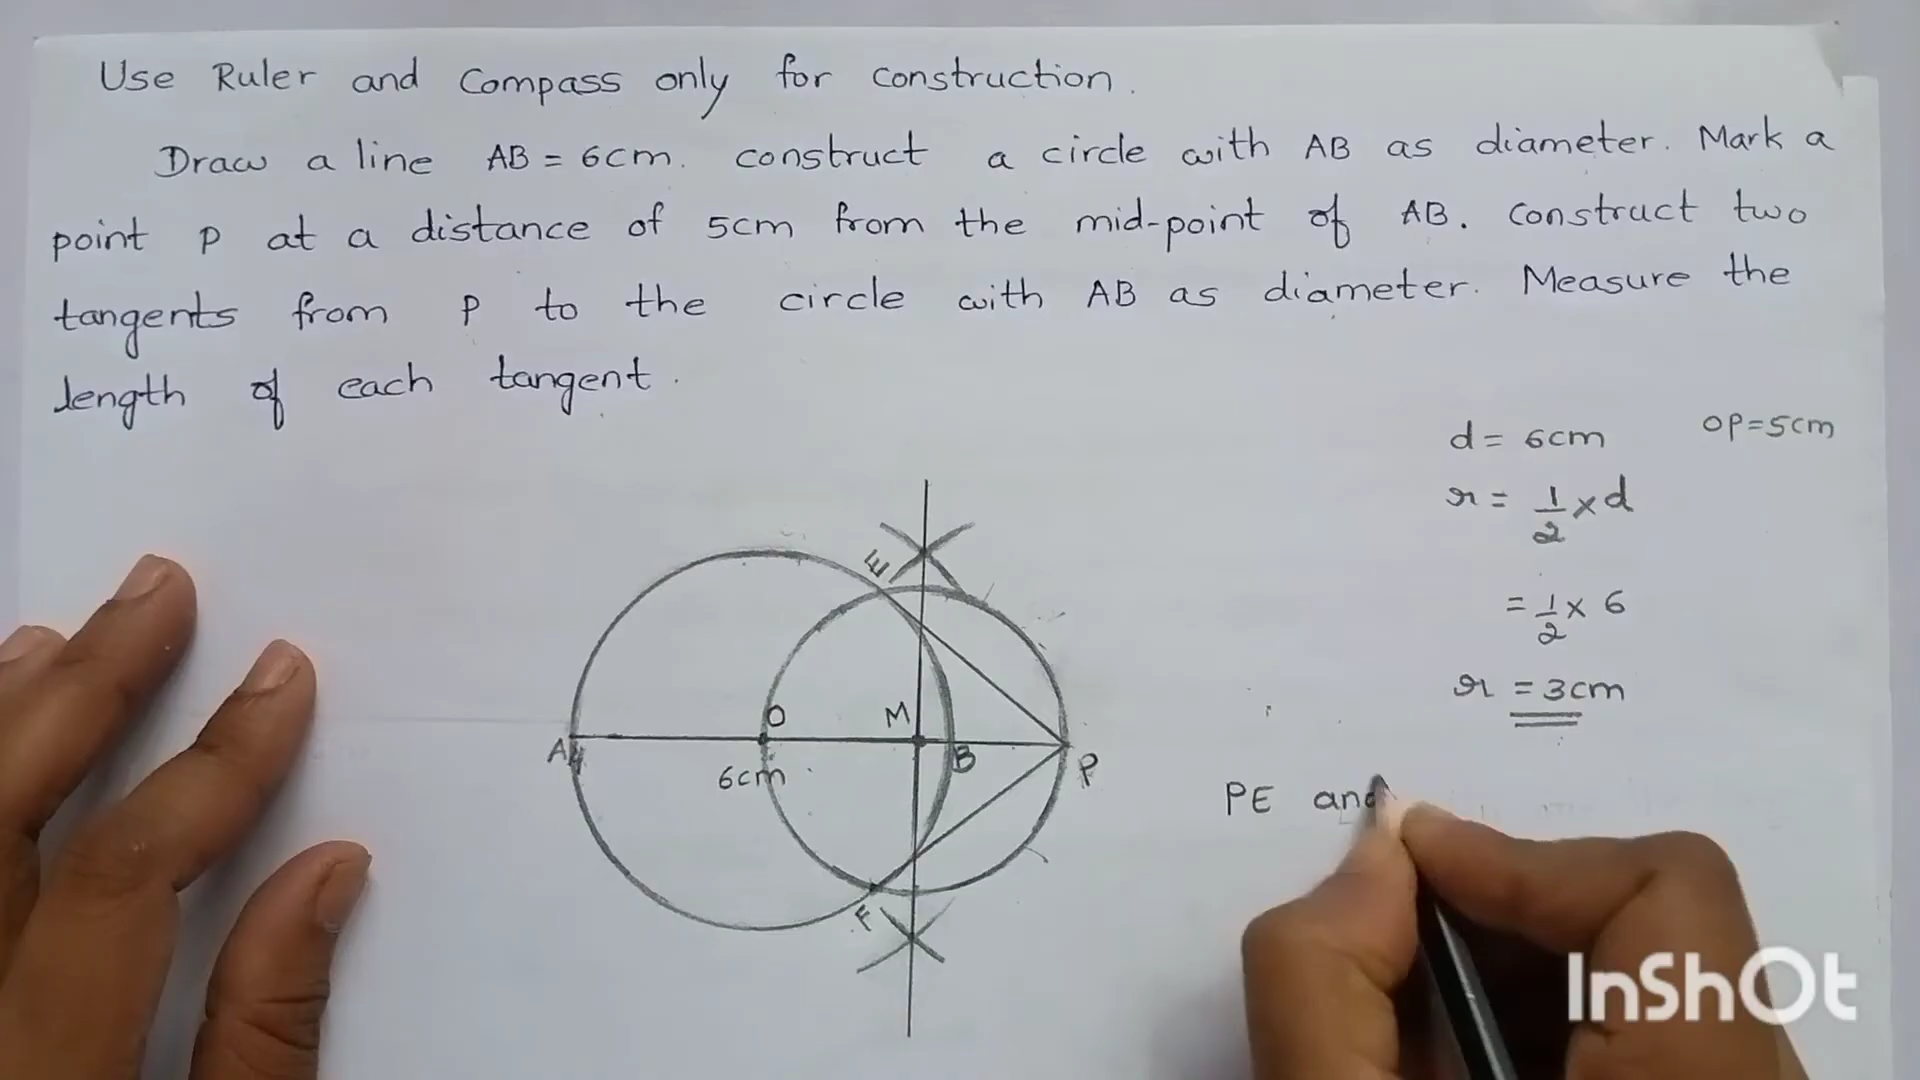 Use Ruler and Compass only for construction.
Draw a line AB = 6cm. construct a circle with AB as diameter. Mark a
point P at a distance of 5cm from the mid-point of AB. construct two
tangents from P to the circle with AB as diameter. Measure the
length of each tangent.
d = 6cm OP=5cm
r = 1/2 x d
= 1/2 x 6
r = 3cm
E
O M
A B P
6cm
F
PE and
InShOt